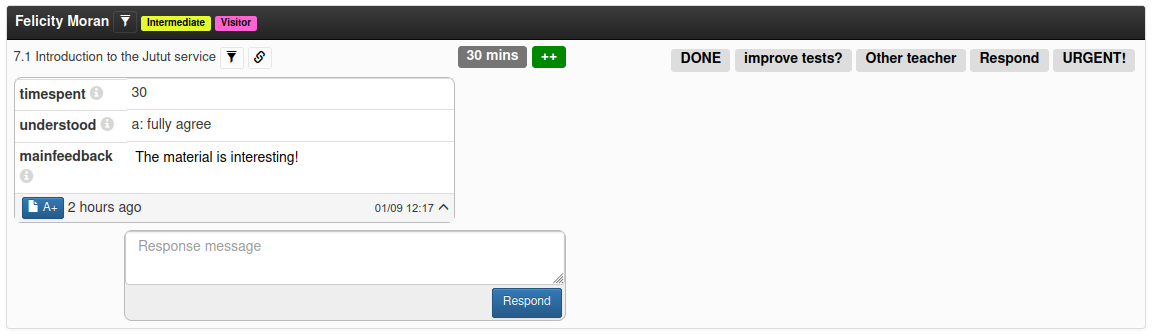 Felicity Moran Intermediate Visitor
7.1 Introduction to the Jutut service 30 mins ++ DONE improve tests? Other teacher Respond URGENT!
timespent 30
understood a: fully agree
mainfeedback The material is interesting!
A+ 2 hours ago 01/09 12:17
Response message
Respond